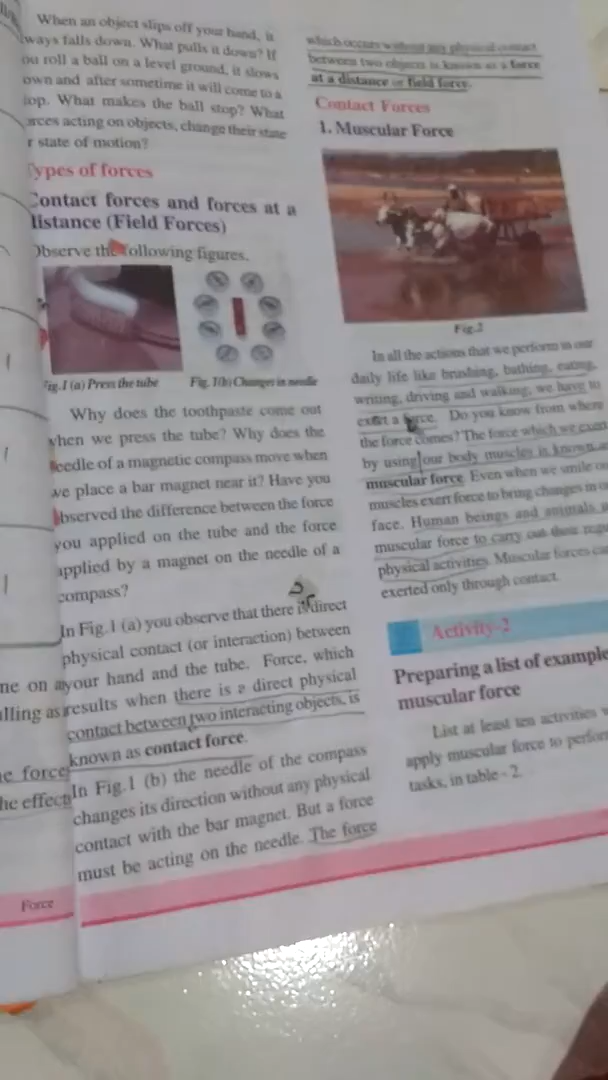 When an object slips off your hand, it
ways falls down. What pulls it down? If
ou roll a ball on a level ground, it slows
own and after sometime it will come to a
top. What makes the ball stop? What
rces acting on objects, change their state
r state of motion?
Types of forces
Contact forces and forces at a
distance (Field Forces)
Observe the following figures.
Fig.1 (a) Press the tube
Fig. 1(b) Changes in needle
Why does the toothpaste come out
when we press the tube? Why does the
needle of a magnetic compass move when
we place a bar magnet near it? Have you
observed the difference between the force
you applied on the tube and the force
applied by a magnet on the needle of a
compass?
In Fig.1 (a) you observe that there is direct
physical contact (or interaction) between
your hand and the tube. Force, which
results when there is a direct physical
contact between two interacting objects, is
known as contact force.
In Fig.1 (b) the needle of the compass
changes its direction without any physical
contact with the bar magnet. But a force
must be acting on the needle. The force
which occurs without any physical contact
between two objects is known as a force
at a distance or field force.
Contact Forces
1. Muscular Force
Fig.2
In all the actions that we perform in our
daily life like brushing, bathing, eating,
writing, driving and walking, we have to
exert a force. Do you know from where
the force comes? The force which we exert
by using our body muscles is known as
muscular force. Even when we smile our
muscles exert force to bring changes in
face. Human beings and animals
muscular force to carry out their
physical activities. Muscular forces can
exerted only through contact.
Activity-2
Preparing a list of example
muscular force
List at least ten activities
apply muscular force to perform
tasks, in table - 2.
ne on a
lling as
e force
he effect
Force